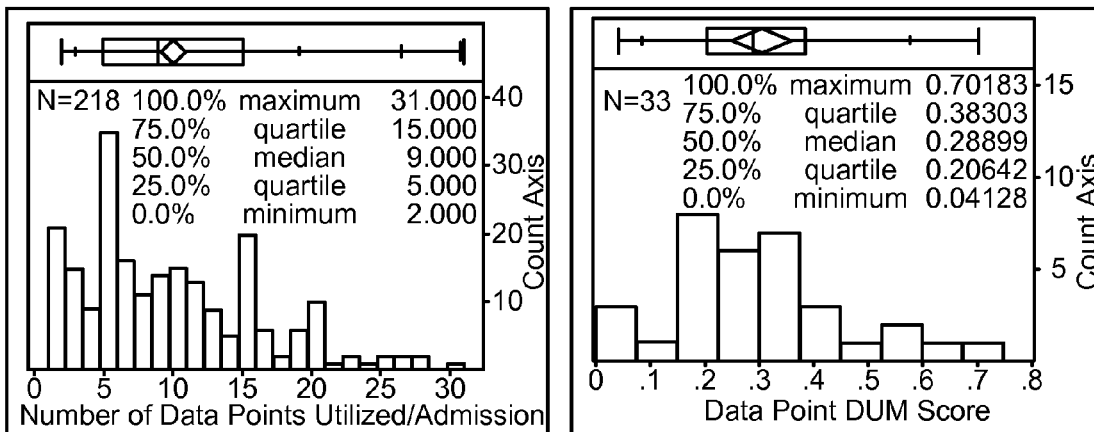 N=218 100.0% maximum 31.000
75.0% quartile 15.000
50.0% median 9.000
25.0% quartile 5.000
0.0% minimum 2.000
40
30
20
10
Count Axis
0 5 10 15 20 25 30
Number of Data Points Utilized/Admission
N=33 100.0% maximum 0.70183
75.0% quartile 0.38303
50.0% median 0.28899
25.0% quartile 0.20642
0.0% minimum 0.04128
15
10
5
Count Axis
0 .1 .2 .3 .4 .5 .6 .7 .8
Data Point DUM Score